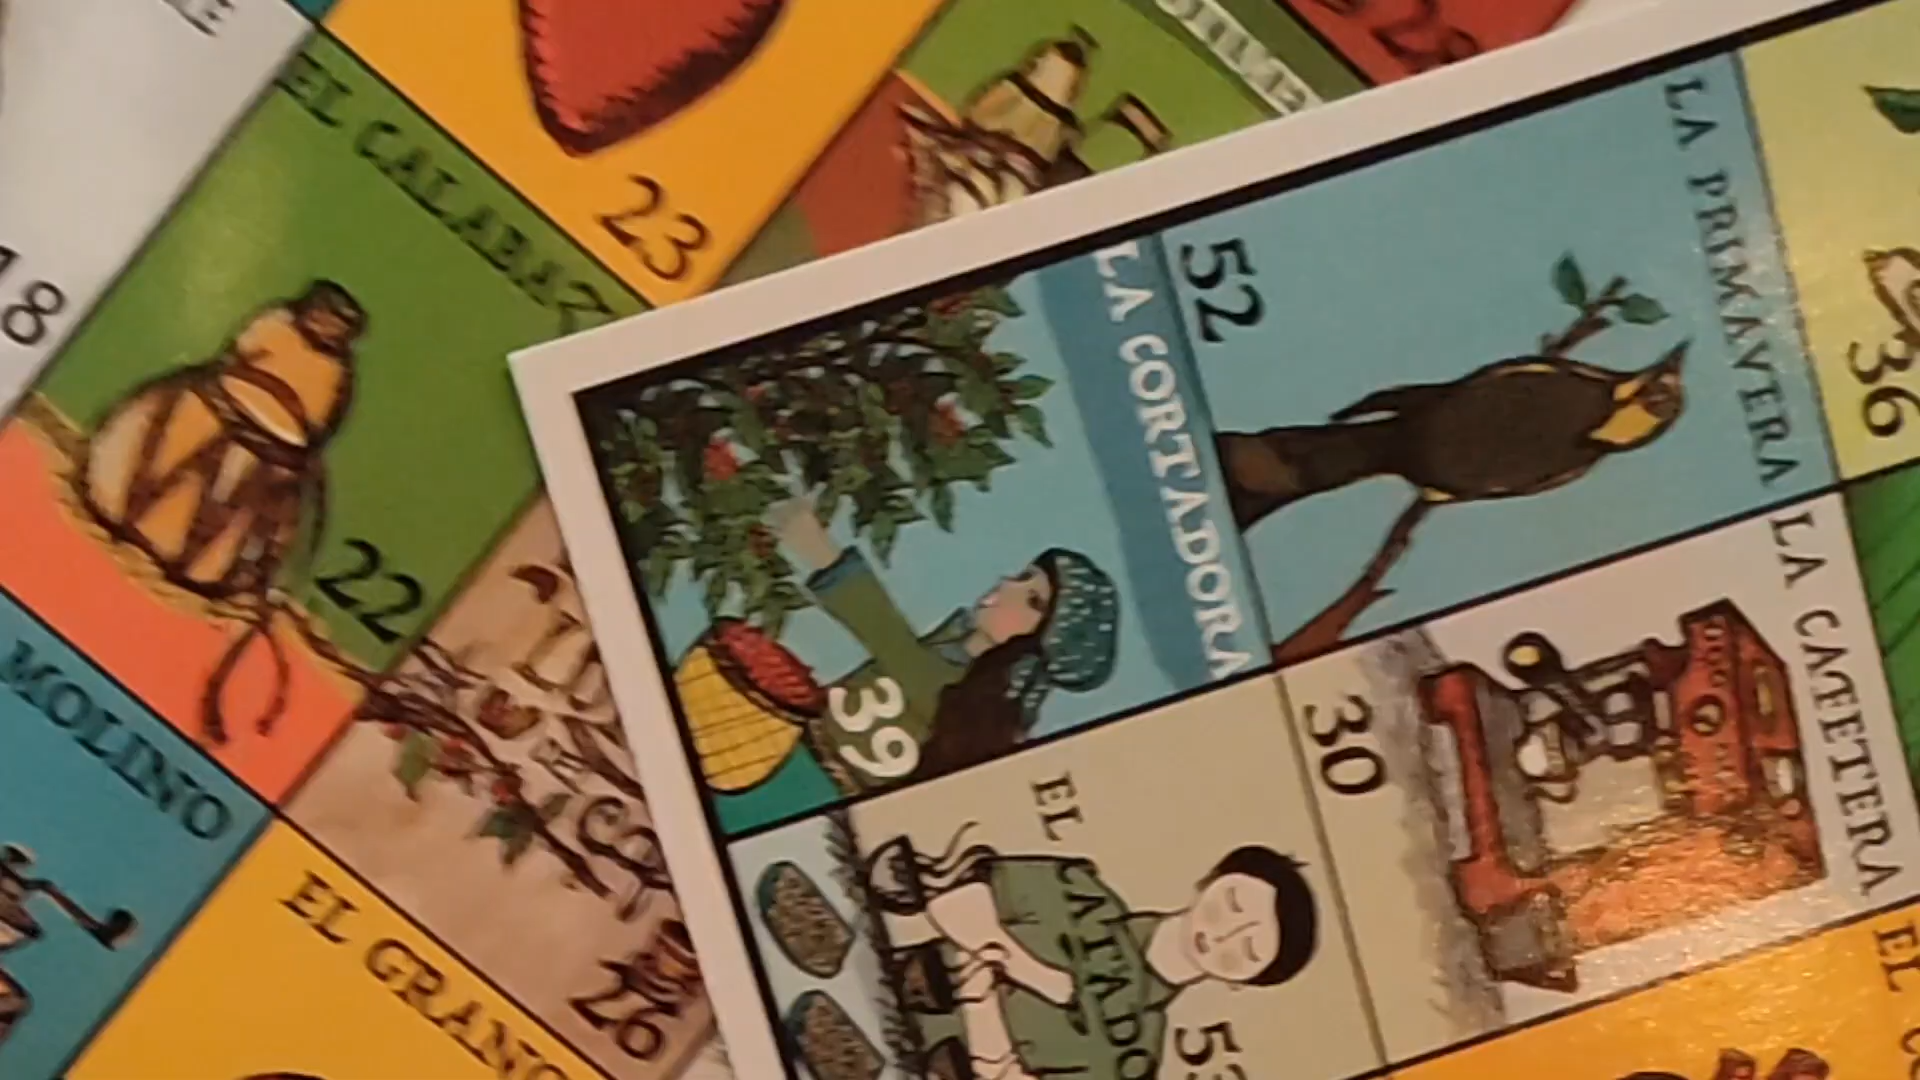 18
EL CALABAZ
22
23
MOLINO
EL GRANO
26
LA CORTADORA
39
52
LA PRIMAVERA
36
30
LA CAFETERA
EL CATADO
53
EL